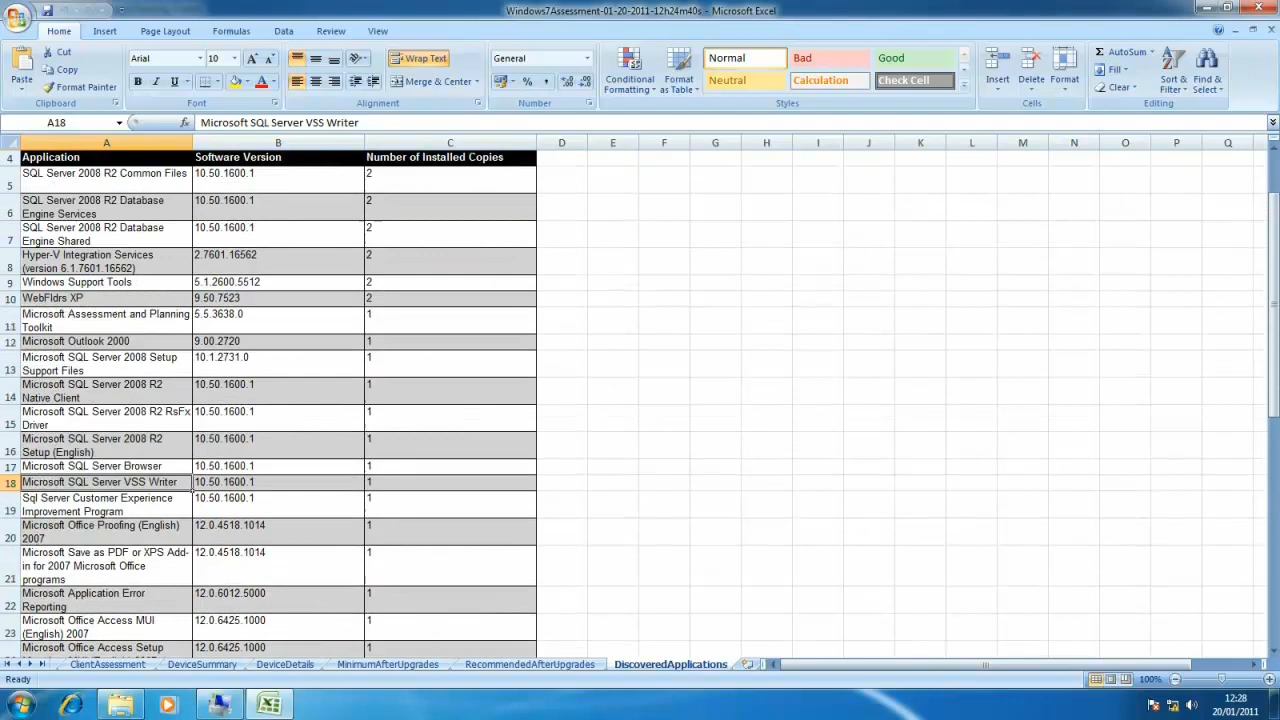 Windows7Assessment-01-20-2011-12h24m40s - Microsoft Excel
Home Insert Page Layout Formulas Data Review View
Paste
Cut
Copy
Format Painter
Clipboard
Arial 10
Font
Wrap Text
Merge & Center
Alignment
General
Number
Conditional Formatting
Format as Table
Normal Bad Good
Neutral Calculation Check Cell
Styles
Insert Delete Format
Cells
AutoSum
Fill
Clear
Sort & Filter
Find & Select
Editing
A18 fx Microsoft SQL Server VSS Writer
A B C D E F G H I J K L M N O P Q
4 Application Software Version Number of Installed Copies
5 SQL Server 2008 R2 Common Files 10.50.1600.1 2
6 SQL Server 2008 R2 Database Engine Services 10.50.1600.1 2
7 SQL Server 2008 R2 Database Engine Shared 10.50.1600.1 2
8 Hyper-V Integration Services (version 6.1.7601.16562) 2.7601.16562 2
9 Windows Support Tools 5.1.2600.5512 2
10 WebFldrs XP 9.50.7523 2
11 Microsoft Assessment and Planning Toolkit 5.5.3638.0 1
12 Microsoft Outlook 2000 9.00.2720 1
13 Microsoft SQL Server 2008 Setup Support Files 10.1.2731.0 1
14 Microsoft SQL Server 2008 R2 Native Client 10.50.1600.1 1
15 Microsoft SQL Server 2008 R2 RsFx Driver 10.50.1600.1 1
16 Microsoft SQL Server 2008 R2 Setup (English) 10.50.1600.1 1
17 Microsoft SQL Server Browser 10.50.1600.1 1
18 Microsoft SQL Server VSS Writer 10.50.1600.1 1
19 Sql Server Customer Experience Improvement Program 10.50.1600.1 1
20 Microsoft Office Proofing (English) 2007 12.0.4518.1014 1
21 Microsoft Save as PDF or XPS Add-in for 2007 Microsoft Office programs 12.0.4518.1014 1
22 Microsoft Application Error Reporting 12.0.6012.5000 1
23 Microsoft Office Access MUI (English) 2007 12.0.6425.1000 1
Microsoft Office Access Setup 12.0.6425.1000 1
ClientAssessment DeviceSummary DeviceDetails MinimumAfterUpgrades RecommendedAfterUpgrades DiscoveredApplications
Ready 100%
12:28
20/01/2011